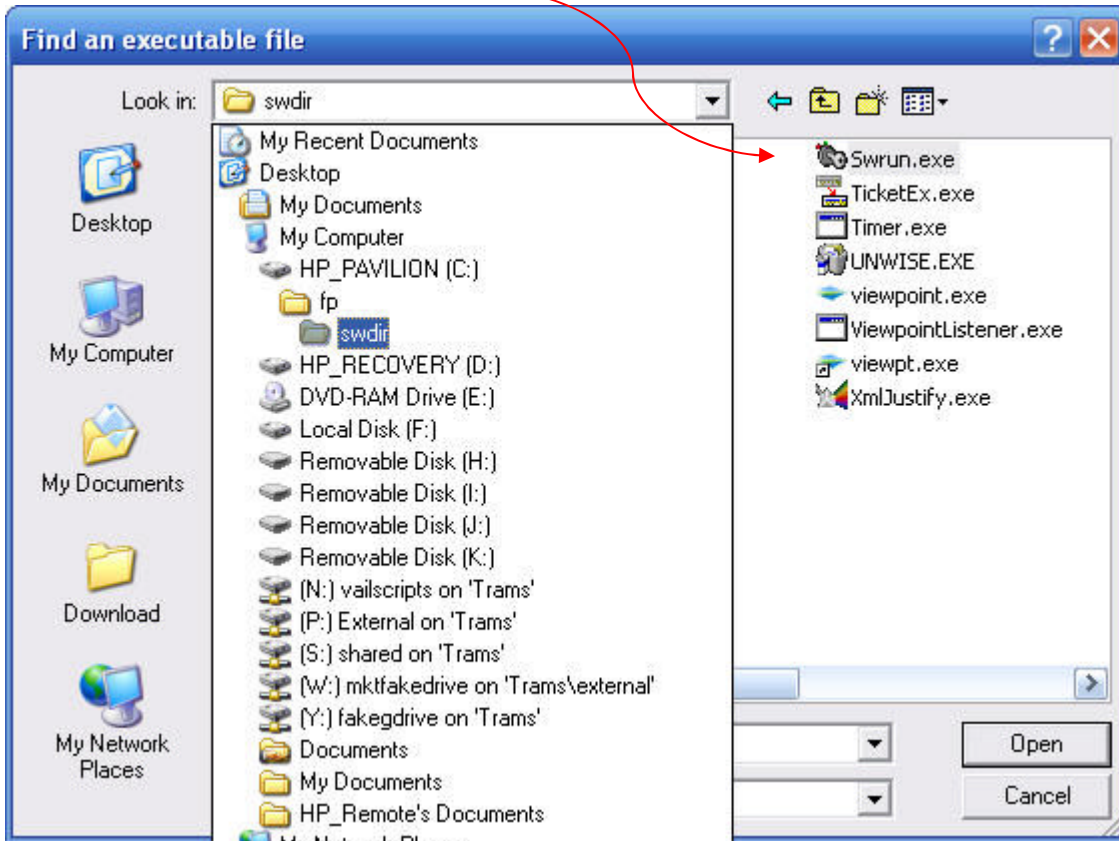 Find an executable file
Look in:
swdir
My Recent Documents
Desktop
My Documents
My Computer
HP_PAVILION (C:)
fp
swdir
HP_RECOVERY (D:)
DVD-RAM Drive (E:)
Local Disk (F:)
Removable Disk (H:)
Removable Disk (I:)
Removable Disk (J:)
Removable Disk (K:)
(N:) vailscripts on 'Trams'
(P:) External on 'Trams'
(S:) shared on 'Trams'
(W:) mktfakedrive on 'Trams\external'
(Y:) fakegdrive on 'Trams'
Documents
My Documents
HP_Remote's Documents
My Network Places
Desktop
My Computer
My Documents
Download
My Network
Places
Swrun.exe
TicketEx.exe
Timer.exe
UNWISE.EXE
viewpoint.exe
ViewpointListener.exe
viewpt.exe
XmlJustify.exe
Open
Cancel